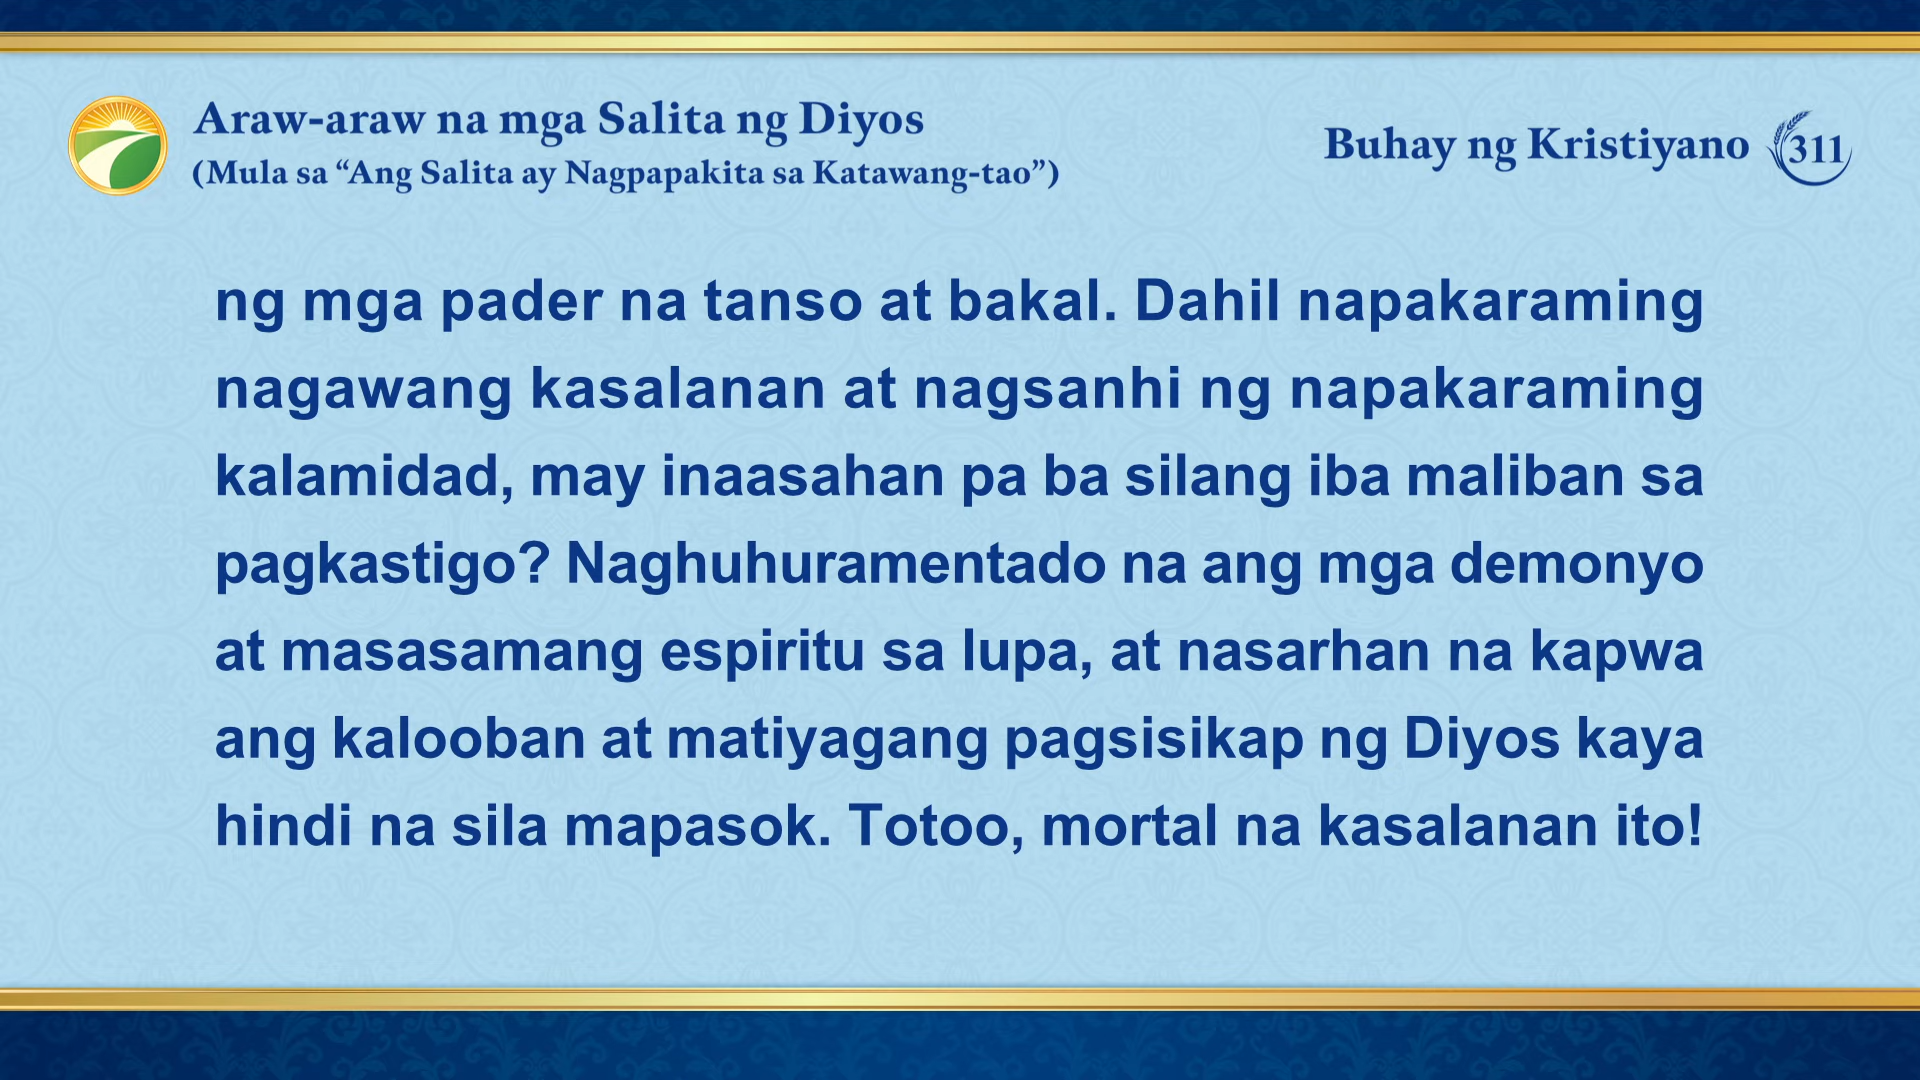 Araw-araw na mga Salita ng Diyos
(Mula sa “Ang Salita ay Nagpapakita sa Katawang-tao”)
Buhay ng Kristiyano 311
ng mga pader na tanso at bakal. Dahil napakaraming
nagawang kasalanan at nagsanhi ng napakaraming
kalamidad, may inaasahan pa ba silang iba maliban sa
pagkastigo? Naghuhuramentado na ang mga demonyo
at masasamang espiritu sa lupa, at nasarhan na kapwa
ang kalooban at matiyagang pagsisikap ng Diyos kaya
hindi na sila mapasok. Totoo, mortal na kasalanan ito!